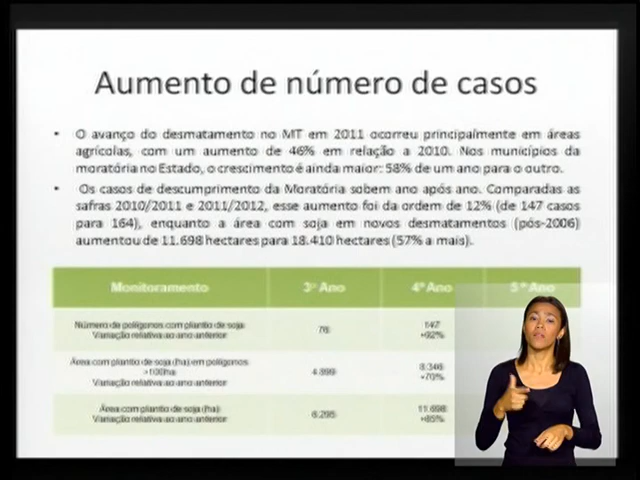 Aumento de número de casos
• O avanço do desmatamento no MT em 2011 ocorreu principalmente em áreas
agrícolas, com um aumento de 46% em relação a 2010. Nos municípios da
moratória no Estado, o crescimento é ainda maior: 58% de um ano para o outro.
• Os casos de descumprimento da Moratória sobem ano após ano. Comparadas as
safras 2010/2011 e 2011/2012, esse aumento foi da ordem de 12% (de 147 casos
para 164), enquanto a área com soja em novos desmatamentos (pós-2006)
aumentou de 11.698 hectares para 18.410 hectares (57% a mais).
Monitoramento 3º Ano 4º Ano 5º Ano
Número de polígonos com plantio de soja 76 147
Variação relativa ao ano anterior +92%
Área com plantio de soja (ha) em polígonos
>100ha 4.899 8.346
Variação relativa ao ano anterior +70%
Área com plantio de soja (ha) 6.295 11.698
Variação relativa ao ano anterior +85%